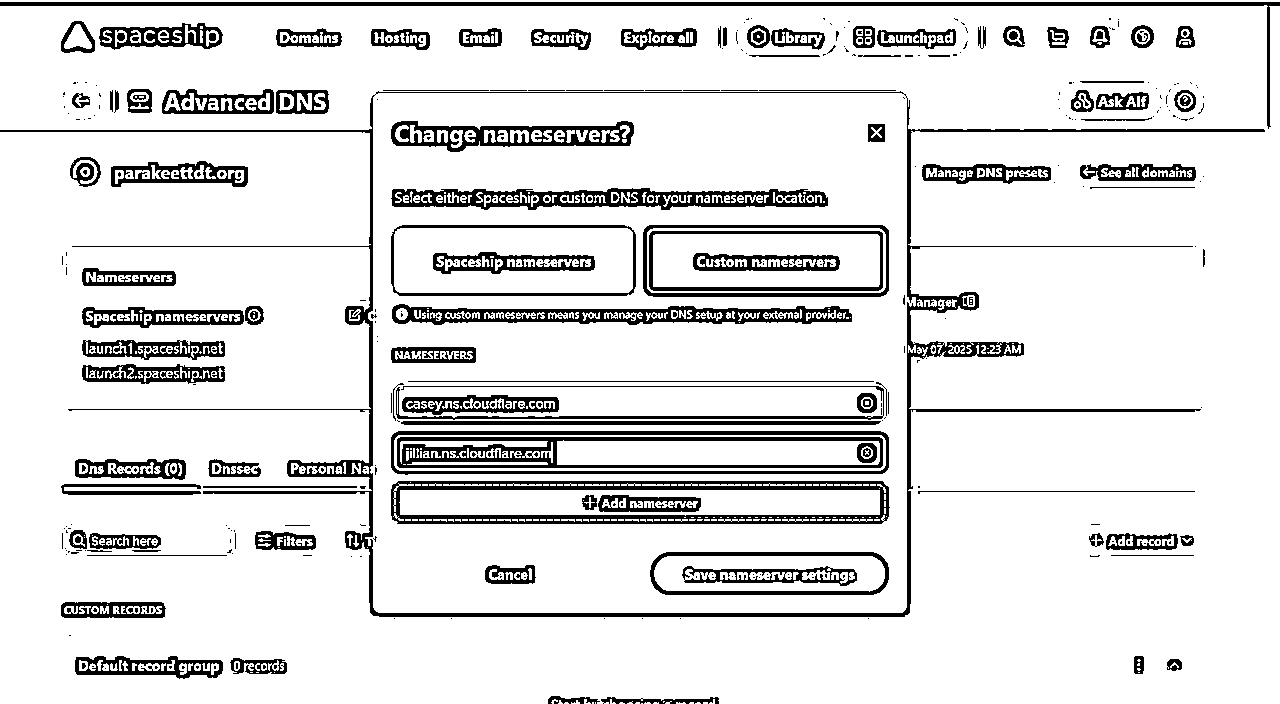 spaceship Domains Hosting Email Security Explore all Library Launchpad
Advanced DNS Ask Alf
Change nameservers?
parakeettdt.org Manage DNS presets See all domains
Select either Spaceship or custom DNS for your nameserver location.
Spaceship nameservers Custom nameservers
Nameservers
Manager
Spaceship nameservers
Using custom nameservers means you manage your DNS setup at your external provider.
launch1.spaceship.net May 07, 2025 12:23 AM
NAMESERVERS
launch2.spaceship.net
casey.ns.cloudflare.com
jillian.ns.cloudflare.com
Dns Records (0) Dnssec Personal
Add nameserver
Search here Filters Add record
Cancel Save nameserver settings
CUSTOM RECORDS
Default record group 0 records